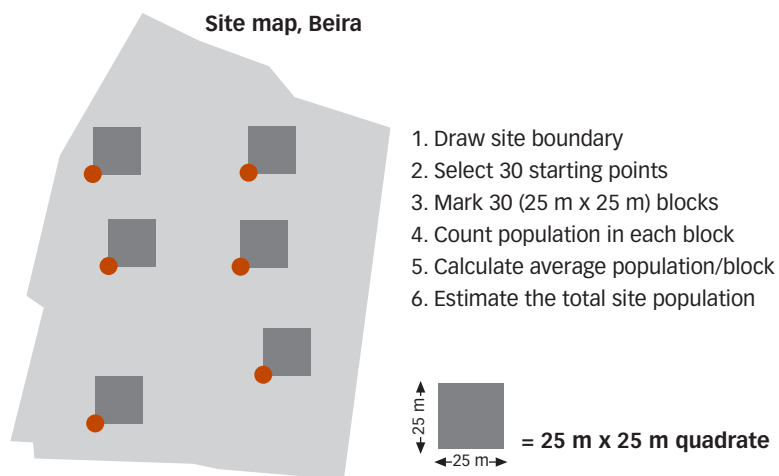 Site map, Beira
1. Draw site boundary
2. Select 30 starting points
3. Mark 30 (25 m x 25 m) blocks
4. Count population in each block
5. Calculate average population/block
6. Estimate the total site population
25 m
25 m
= 25 m x 25 m quadrate